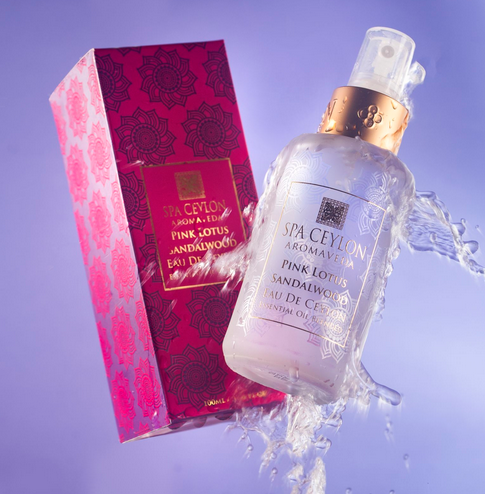 SPA CEYLON
AROMAVEDA
PINK LOTUS
SANDALWOOD
EAU DE
100ML
SPA CEYLON
AROMAVEDA
PINK LOTUS
SANDALWOOD
EAU DE CEYLON